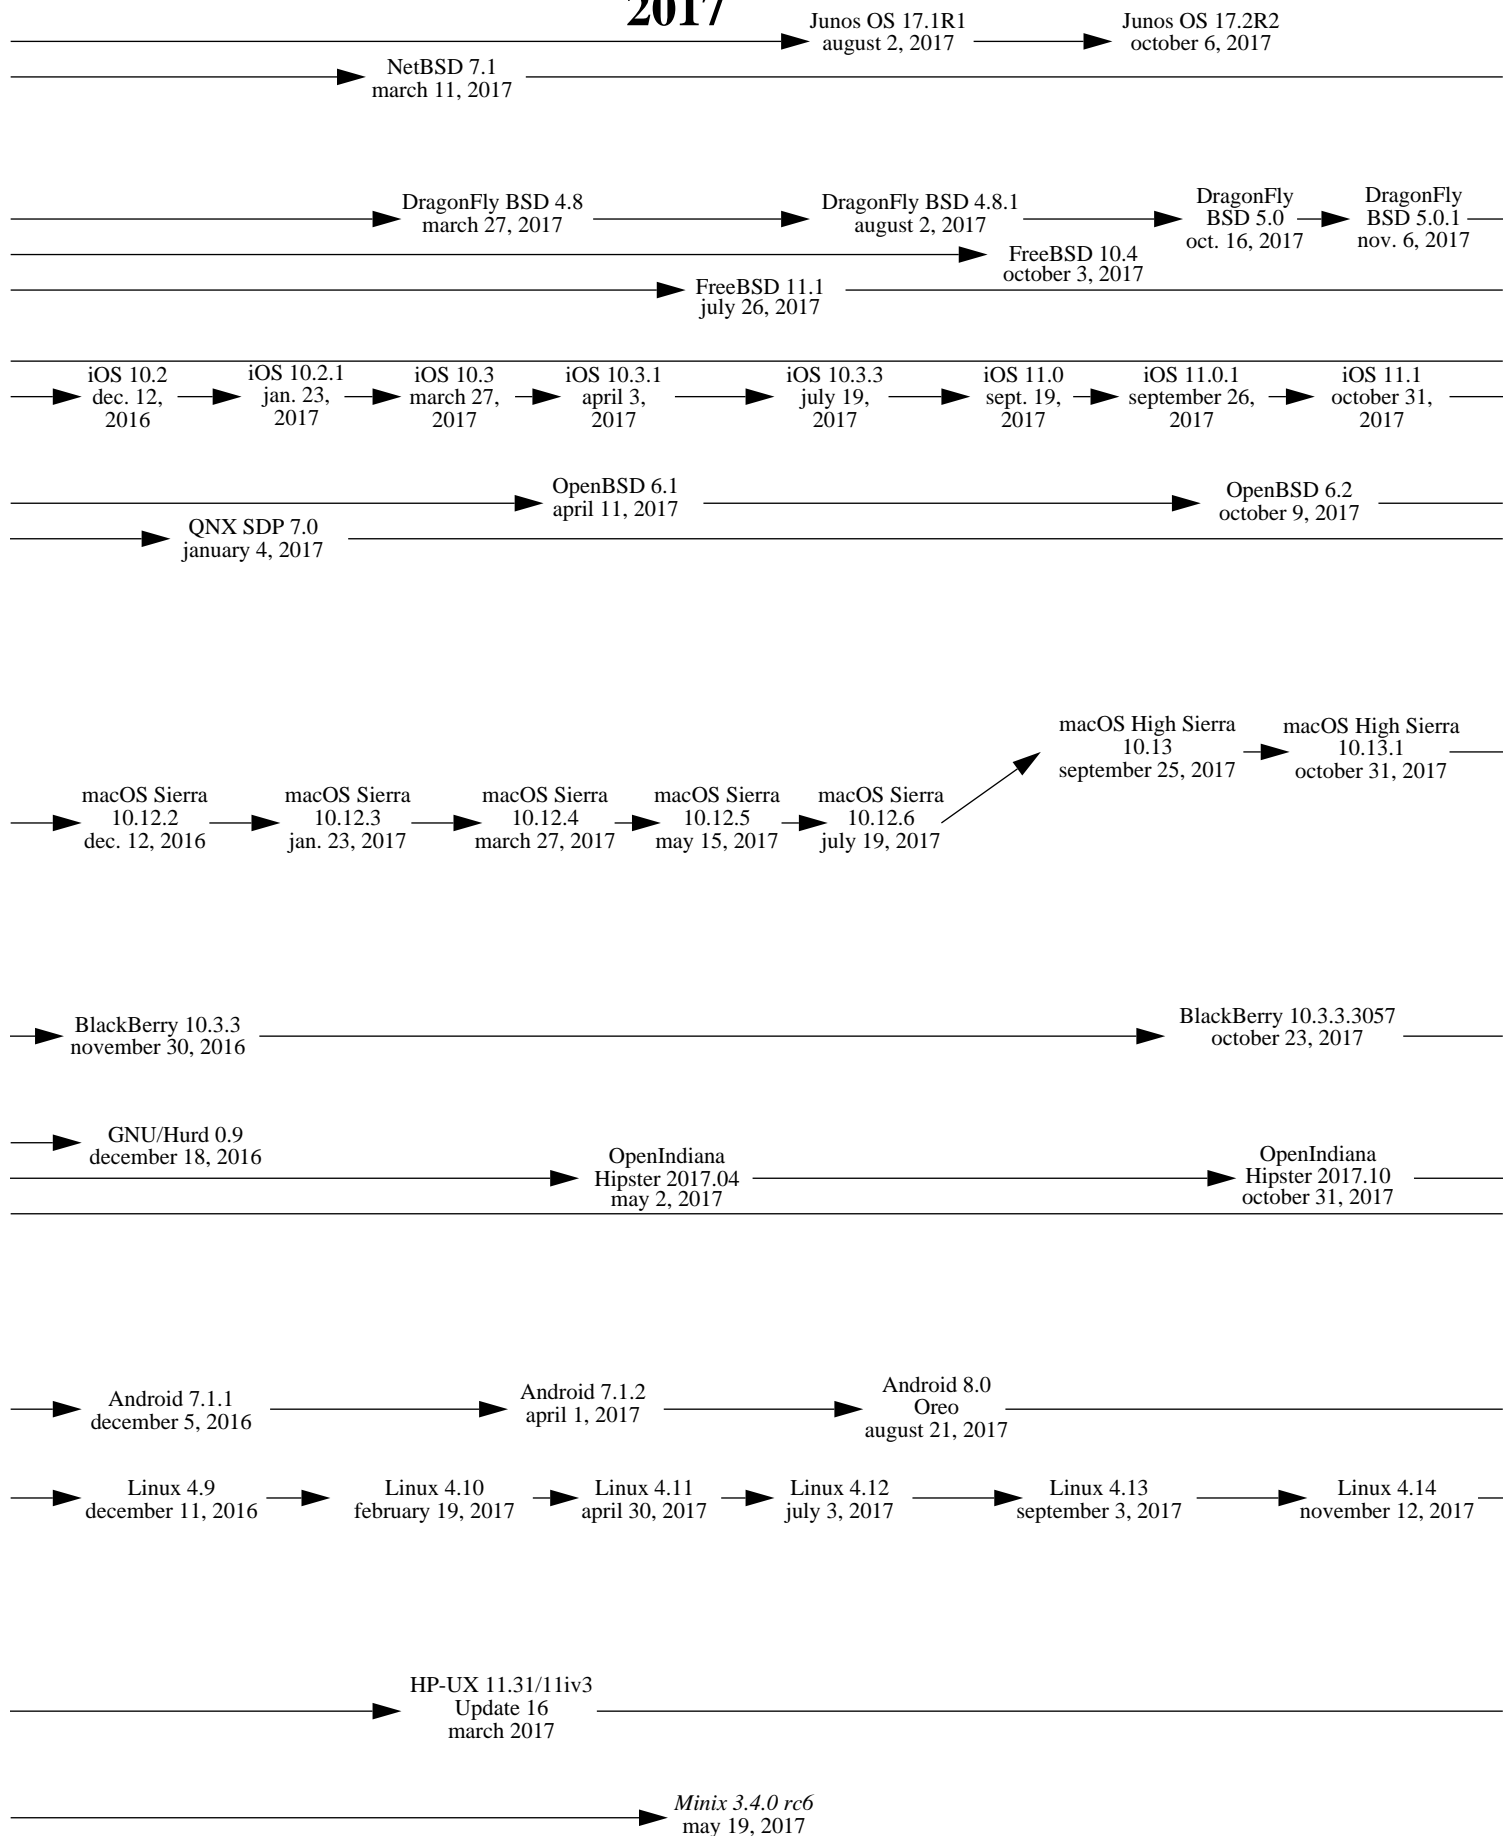 2017
Junos OS 17.1R1
august 2, 2017
Junos OS 17.2R2
october 6, 2017
NetBSD 7.1
march 11, 2017
DragonFly BSD 4.8
march 27, 2017
DragonFly BSD 4.8.1
august 2, 2017
DragonFly
BSD 5.0
oct. 16, 2017
DragonFly
BSD 5.0.1
nov. 6, 2017
FreeBSD 10.4
october 3, 2017
FreeBSD 11.1
july 26, 2017
iOS 10.2
dec. 12,
2016
iOS 10.2.1
jan. 23,
2017
iOS 10.3
march 27,
2017
iOS 10.3.1
april 3,
2017
iOS 10.3.3
july 19,
2017
iOS 11.0
sept. 19,
2017
iOS 11.0.1
september 26,
2017
iOS 11.1
october 31,
2017
OpenBSD 6.1
april 11, 2017
OpenBSD 6.2
october 9, 2017
QNX SDP 7.0
january 4, 2017
macOS High Sierra
10.13
september 25, 2017
macOS High Sierra
10.13.1
october 31, 2017
macOS Sierra
10.12.2
dec. 12, 2016
macOS Sierra
10.12.3
jan. 23, 2017
macOS Sierra
10.12.4
march 27, 2017
macOS Sierra
10.12.5
may 15, 2017
macOS Sierra
10.12.6
july 19, 2017
BlackBerry 10.3.3
november 30, 2016
BlackBerry 10.3.3.3057
october 23, 2017
GNU/Hurd 0.9
december 18, 2016
OpenIndiana
Hipster 2017.04
may 2, 2017
OpenIndiana
Hipster 2017.10
october 31, 2017
Android 7.1.1
december 5, 2016
Android 7.1.2
april 1, 2017
Android 8.0
Oreo
august 21, 2017
Linux 4.9
december 11, 2016
Linux 4.10
february 19, 2017
Linux 4.11
april 30, 2017
Linux 4.12
july 3, 2017
Linux 4.13
september 3, 2017
Linux 4.14
november 12, 2017
HP-UX 11.31/11iv3
Update 16
march 2017
Minix 3.4.0 rc6
may 19, 2017